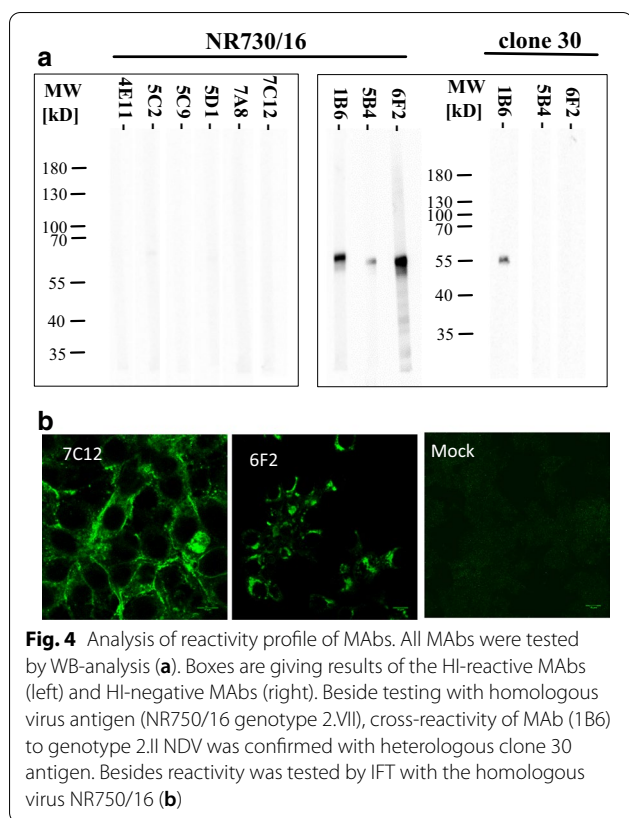 a
NR730/16
clone 30
MW
[kD]
4E11 -
5C2 -
5C9 -
5D1 -
7A8 -
7C12 -
180
130
100
70
55
40
35
1B6 -
5B4 -
6F2 -
MW
[kD]
1B6 -
5B4 -
6F2 -
180
130
100
70
55
40
35
b
7C12
6F2
Mock
Fig. 4 Analysis of reactivity profile of MAbs. All MAbs were tested
by WB-analysis (a). Boxes are giving results of the HI-reactive MAbs
(left) and HI-negative MAbs (right). Beside testing with homologous
virus antigen (NR750/16 genotype 2.VII), cross-reactivity of MAb (1B6)
to genotype 2.II NDV was confirmed with heterologous clone 30
antigen. Besides reactivity was tested by IFT with the homologous
virus NR750/16 (b)